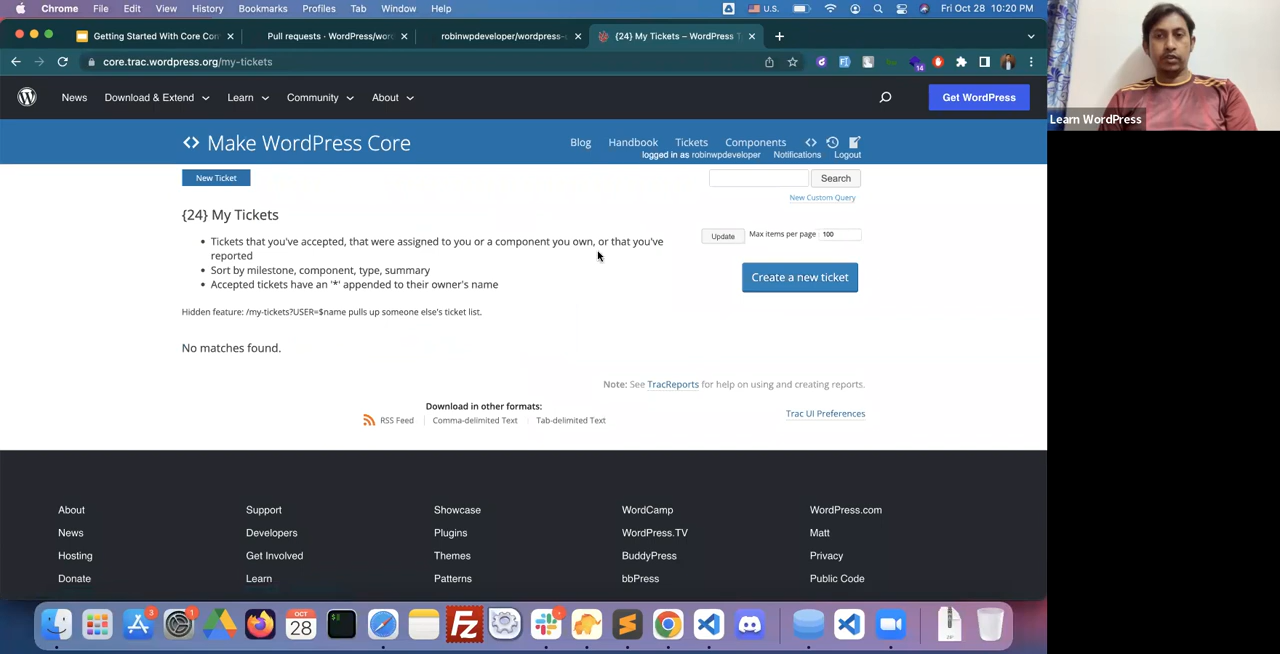 Chrome File Edit View History Bookmarks Profiles Tab Window Help U.S. Fri Oct 28 10:20 PM
Getting Started With Core Con
Pull requests · WordPress/wor
robinwpdeveloper/wordpress-
{24} My Tickets – WordPress T
core.trac.wordpress.org/my-tickets
14
News Download & Extend Learn Community About Get WordPress
Learn WordPress
Make WordPress Core
Blog Handbook Tickets Components
logged in as robinwpdeveloper Notifications Logout
New Ticket
Search
New Custom Query
{24} My Tickets
Update Max items per page 100
• Tickets that you've accepted, that were assigned to you or a component you own, or that you've
reported
• Sort by milestone, component, type, summary
• Accepted tickets have an '*' appended to their owner's name
Create a new ticket
Hidden feature: /my-tickets?USER=$name pulls up someone else's ticket list.
No matches found.
Note: See TracReports for help on using and creating reports.
Download in other formats:
RSS Feed Comma-delimited Text Tab-delimited Text
Trac UI Preferences
About Support Showcase WordCamp WordPress.com
News Developers Plugins WordPress.TV Matt
Hosting Get Involved Themes BuddyPress Privacy
Donate Learn Patterns bbPress Public Code
3
1
OCT
28
Fz